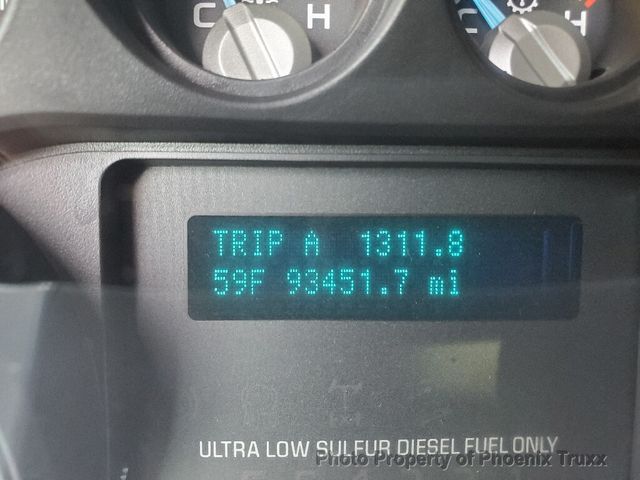 C H
C H
TRIP A 1311.8
59F 93451.7 mi
ULTRA LOW SULFUR DIESEL FUEL ONLY
Photo Property of Phoenix Truxx